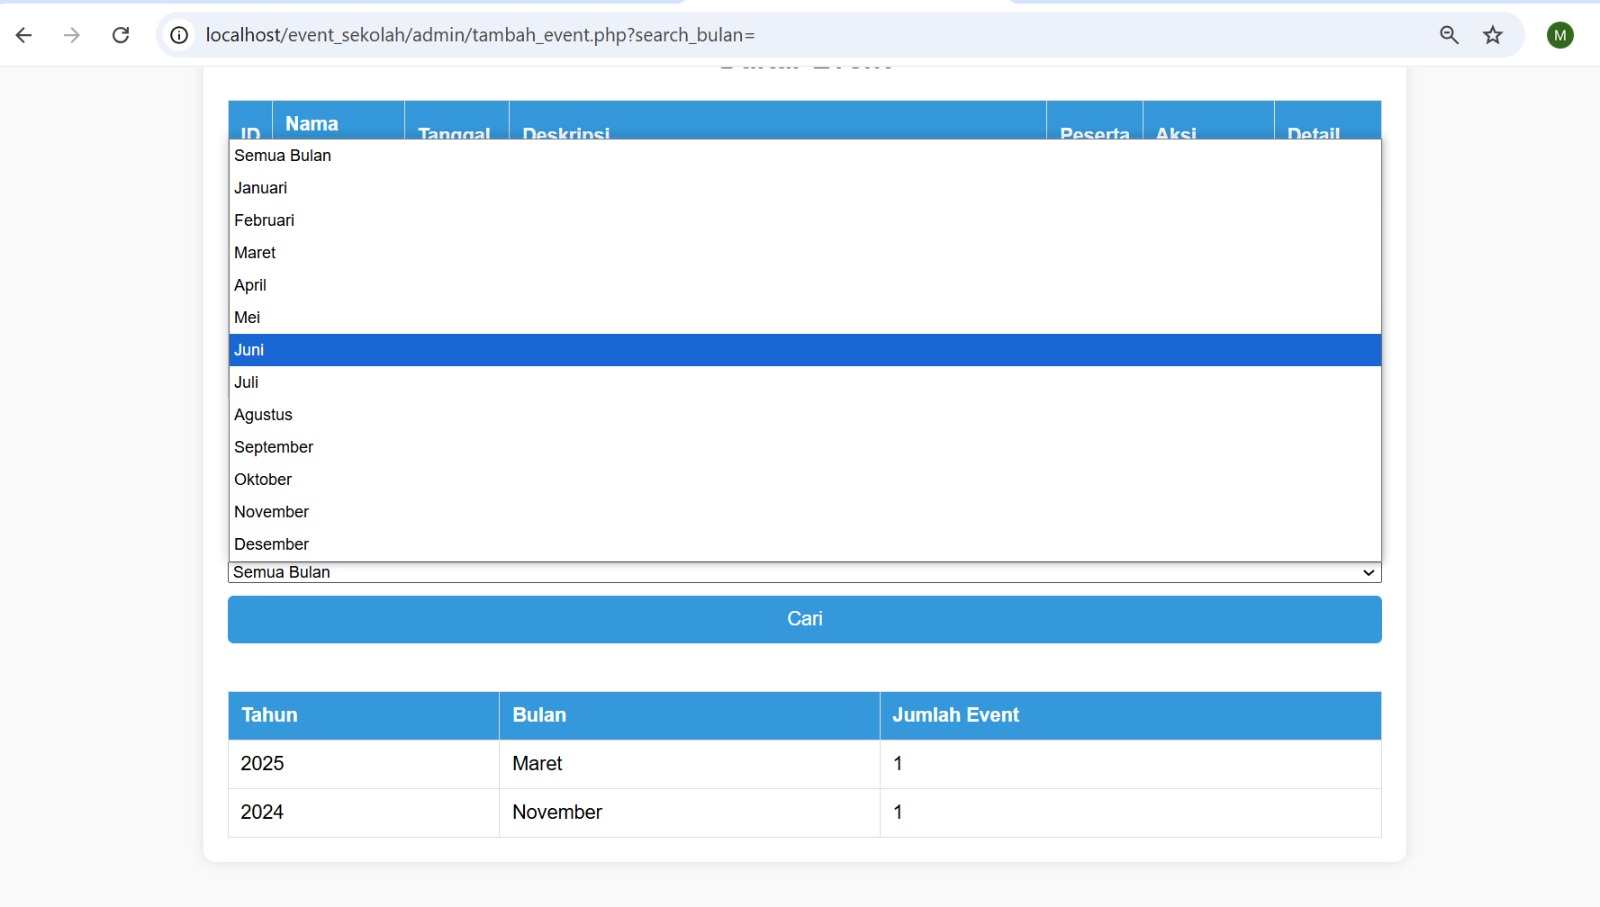 localhost/event_sekolah/admin/tambah_event.php?search_bulan=
M
ID Nama Tanggal Deskripsi Peserta Aksi Detail
Semua Bulan
Januari
Februari
Maret
April
Mei
Juni
Juli
Agustus
September
Oktober
November
Desember
Semua Bulan
Cari
Tahun Bulan Jumlah Event
2025 Maret 1
2024 November 1